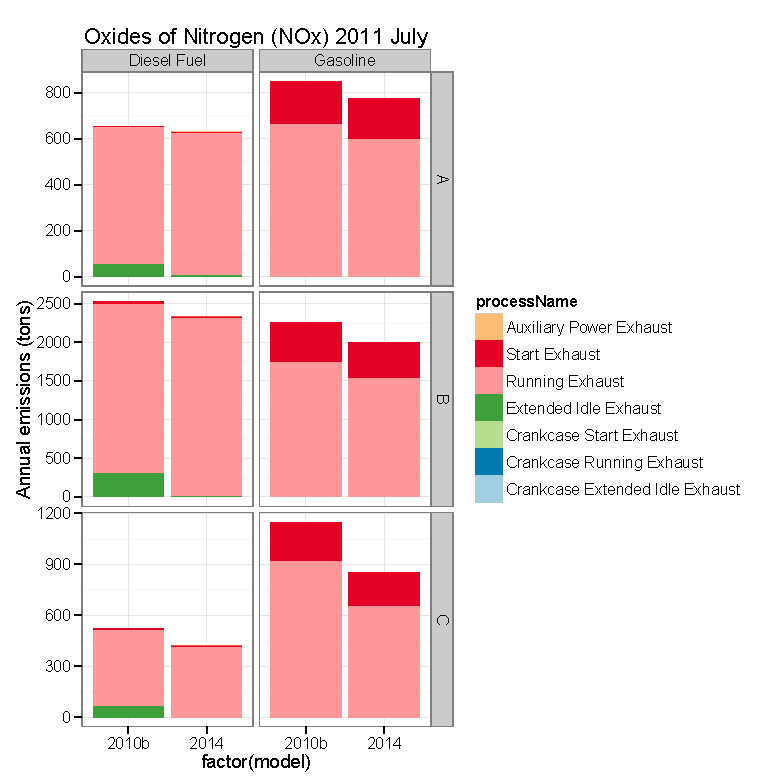 Oxides of Nitrogen (NOx) 2011 July
Diesel Fuel
Gasoline
800
600
400
200
0
A
2500
2000
1500
1000
500
0
B
1200
900
600
300
0
C
Annual emissions (tons)
2010b
2014
2010b
2014
factor(model)
processName
Auxiliary Power Exhaust
Start Exhaust
Running Exhaust
Extended Idle Exhaust
Crankcase Start Exhaust
Crankcase Running Exhaust
Crankcase Extended Idle Exhaust